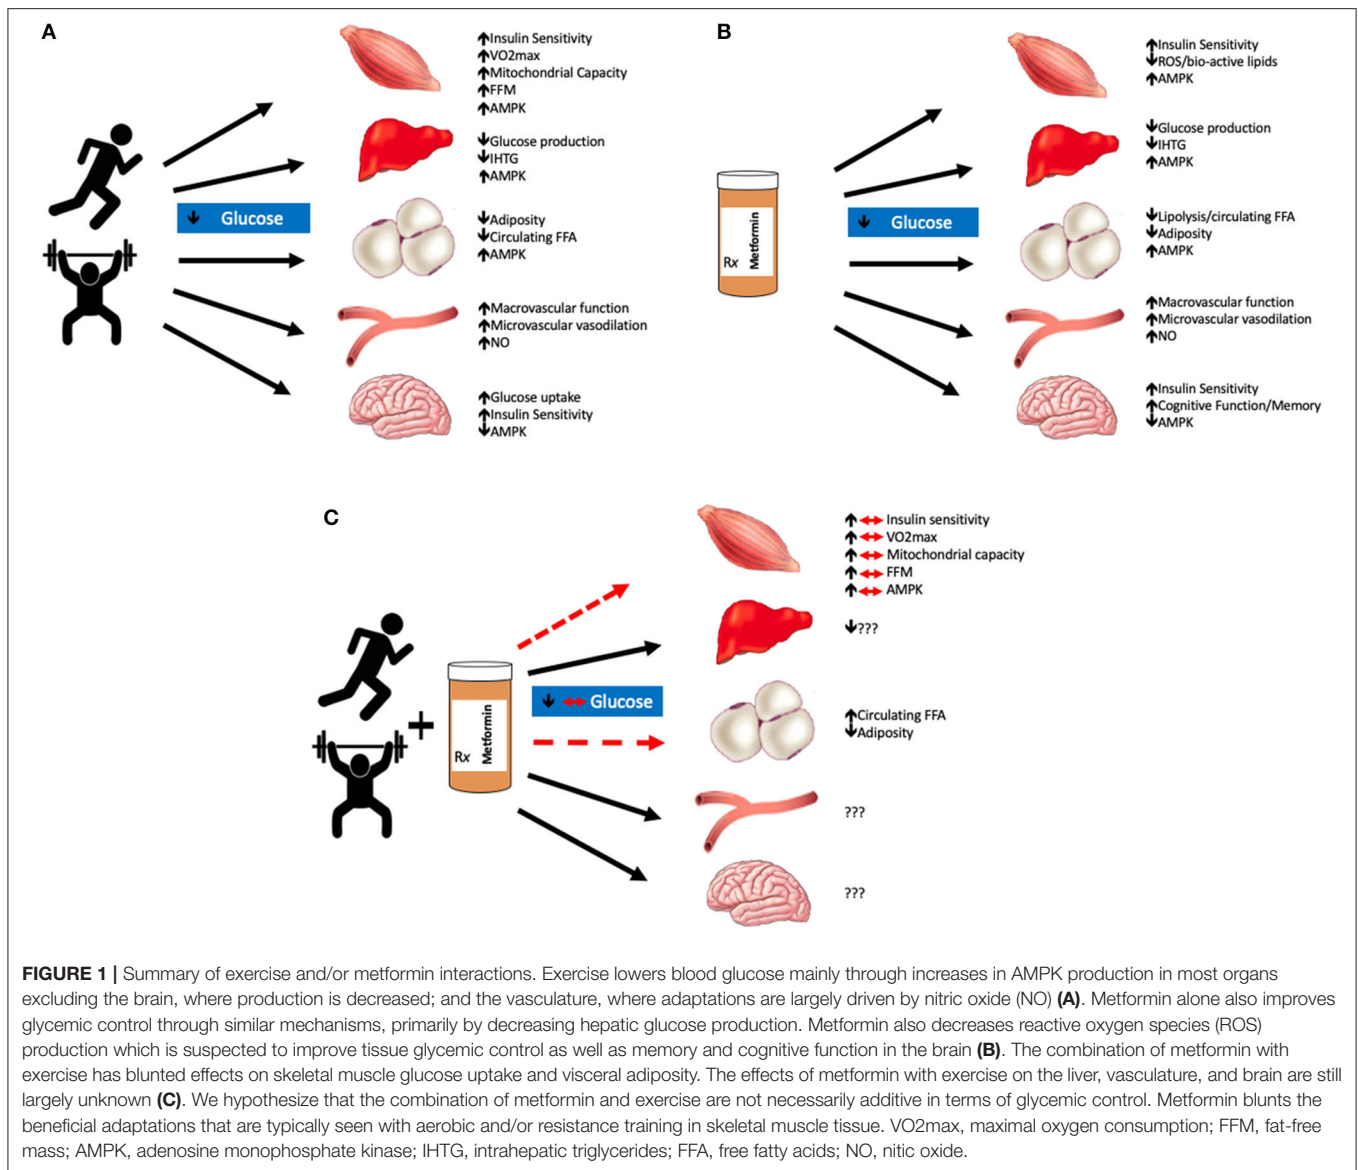 A
↑Insulin Sensitivity
↑VO2max
↑Mitochondrial Capacity
↑FFM
↑AMPK
↓Glucose production
↓IHTG
↑AMPK
↓ Glucose
↓Adiposity
↓Circulating FFA
↑AMPK
↑Macrovascular function
↑Microvascular vasodilation
↑NO
↑Glucose uptake
↑Insulin Sensitivity
↓AMPK
B
↑Insulin Sensitivity
↓ROS/bio-active lipids
↑AMPK
↓Glucose production
↓IHTG
↑AMPK
Rx
Metformin
↓ Glucose
↓Lipolysis/circulating FFA
↓Adiposity
↑AMPK
↑Macrovascular function
↑Microvascular vasodilation
↑NO
↑Insulin Sensitivity
↑Cognitive Function/Memory
↓AMPK
C
↑↔Insulin sensitivity
↑↔VO2max
↑↔Mitochondrial capacity
↑↔FFM
↑↔AMPK
↓???
+
Rx
Metformin
↓↔Glucose
↑Circulating FFA
↓Adiposity
???
???
FIGURE 1 | Summary of exercise and/or metformin interactions. Exercise lowers blood glucose mainly through increases in AMPK production in most organs
excluding the brain, where production is decreased; and the vasculature, where adaptations are largely driven by nitric oxide (NO) (A). Metformin alone also improves
glycemic control through similar mechanisms, primarily by decreasing hepatic glucose production. Metformin also decreases reactive oxygen species (ROS)
production which is suspected to improve tissue glycemic control as well as memory and cognitive function in the brain (B). The combination of metformin with
exercise has blunted effects on skeletal muscle glucose uptake and visceral adiposity. The effects of metformin with exercise on the liver, vasculature, and brain are still
largely unknown (C). We hypothesize that the combination of metformin and exercise are not necessarily additive in terms of glycemic control. Metformin blunts the
beneficial adaptations that are typically seen with aerobic and/or resistance training in skeletal muscle tissue. VO2max, maximal oxygen consumption; FFM, fat-free
mass; AMPK, adenosine monophosphate kinase; IHTG, intrahepatic triglycerides; FFA, free fatty acids; NO, nitic oxide.